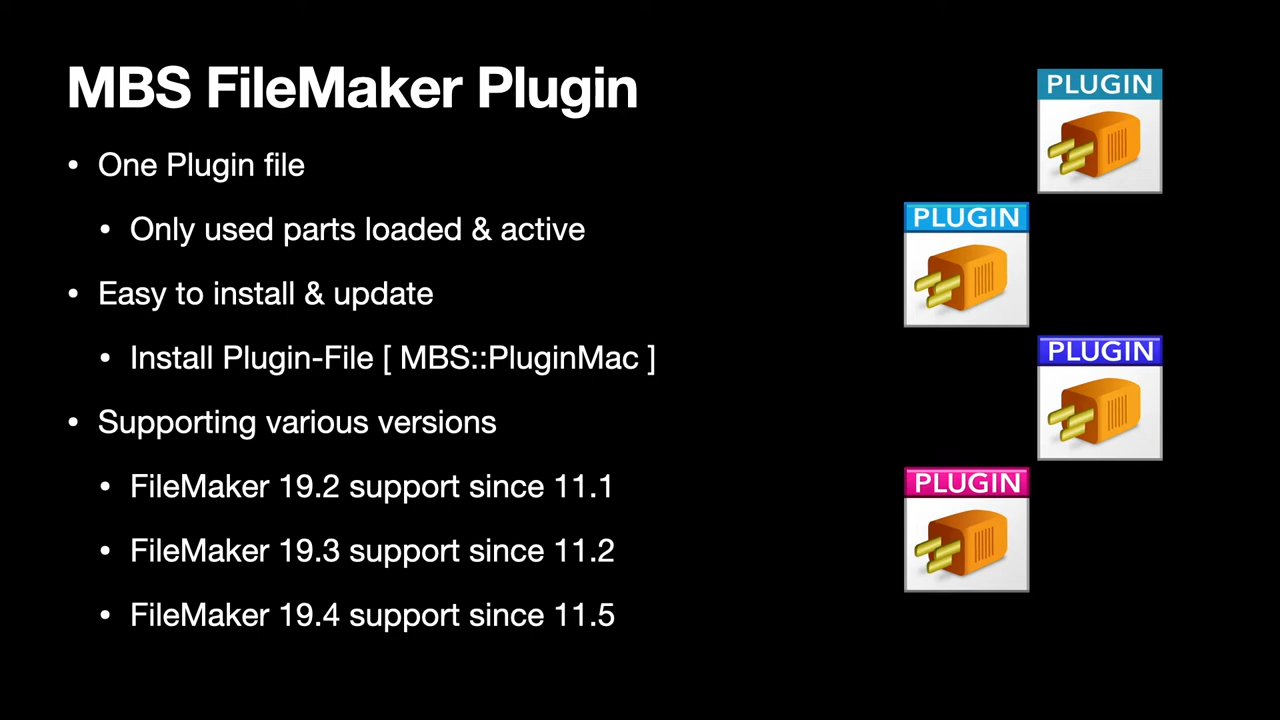 MBS FileMaker Plugin
• One Plugin file
• Only used parts loaded & active
• Easy to install & update
• Install Plugin-File [ MBS::PluginMac ]
• Supporting various versions
• FileMaker 19.2 support since 11.1
• FileMaker 19.3 support since 11.2
• FileMaker 19.4 support since 11.5
PLUGIN
PLUGIN
PLUGIN
PLUGIN